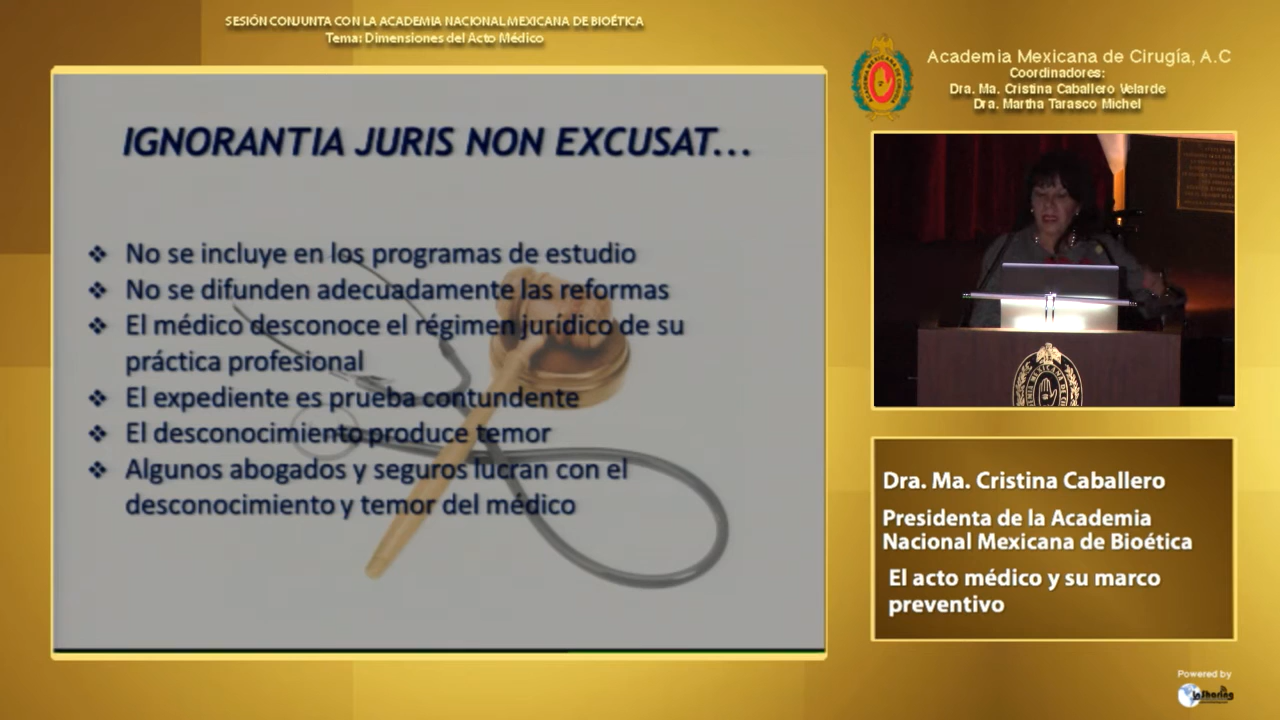 SESIÓN CONJUNTA CON LA ACADEMIA NACIONAL MEXICANA DE BIOÉTICA
Tema: Dimensiones del Acto Médico
Academia Mexicana de Cirugía, A.C
Coordinadores:
Dra. Ma. Cristina Caballero Velarde
Dra. Martha Tarasco Michel
IGNORANTIA JURIS NON EXCUSAT...
❖ No se incluye en los programas de estudio
❖ No se difunden adecuadamente las reformas
❖ El médico desconoce el régimen jurídico de su
práctica profesional
❖ El expediente es prueba contundente
❖ El desconocimiento produce temor
❖ Algunos abogados y seguros lucran con el
desconocimiento y temor del médico
Dra. Ma. Cristina Caballero
Presidenta de la Academia
Nacional Mexicana de Bioética
El acto médico y su marco
preventivo
Powered by